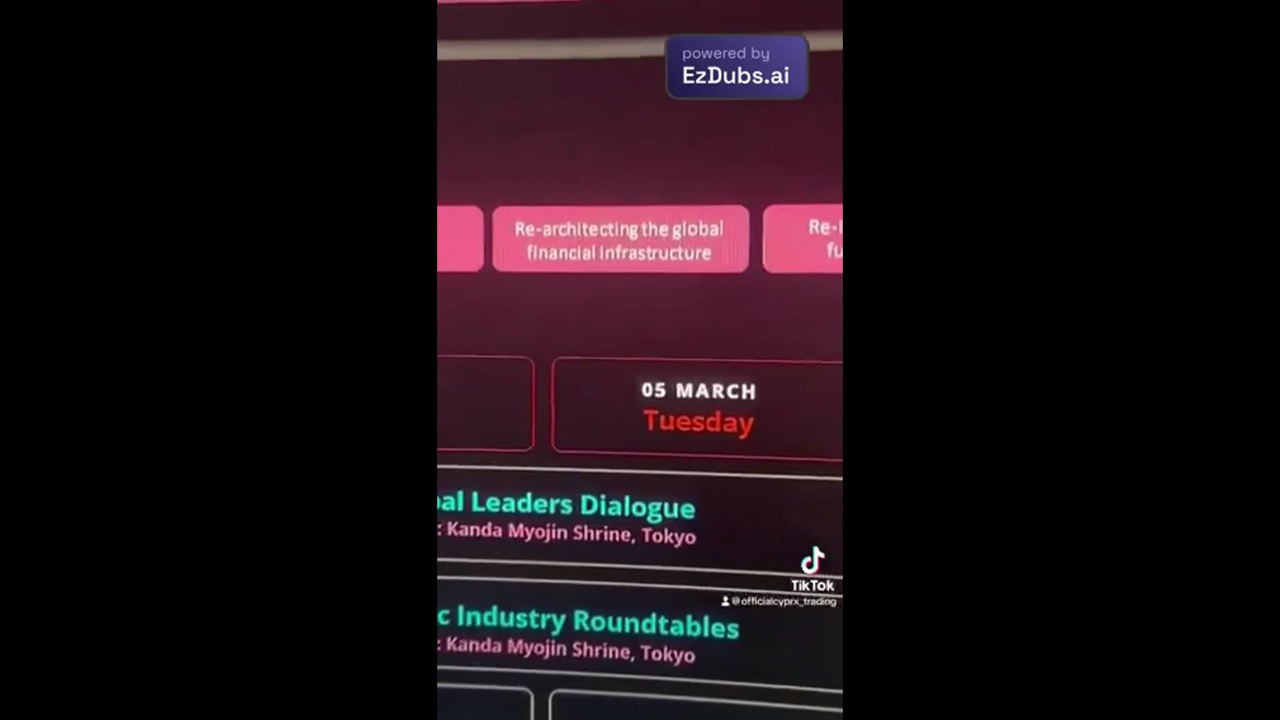 powered by
EzDubs.ai
Re-architecting the global
financial infrastructure
05 MARCH
Tuesday
Leaders Dialogue
: Kanda Myojin Shrine, Tokyo
Industry Roundtables
: Kanda Myojin Shrine, Tokyo
TikTok
@officialcyprx_trading